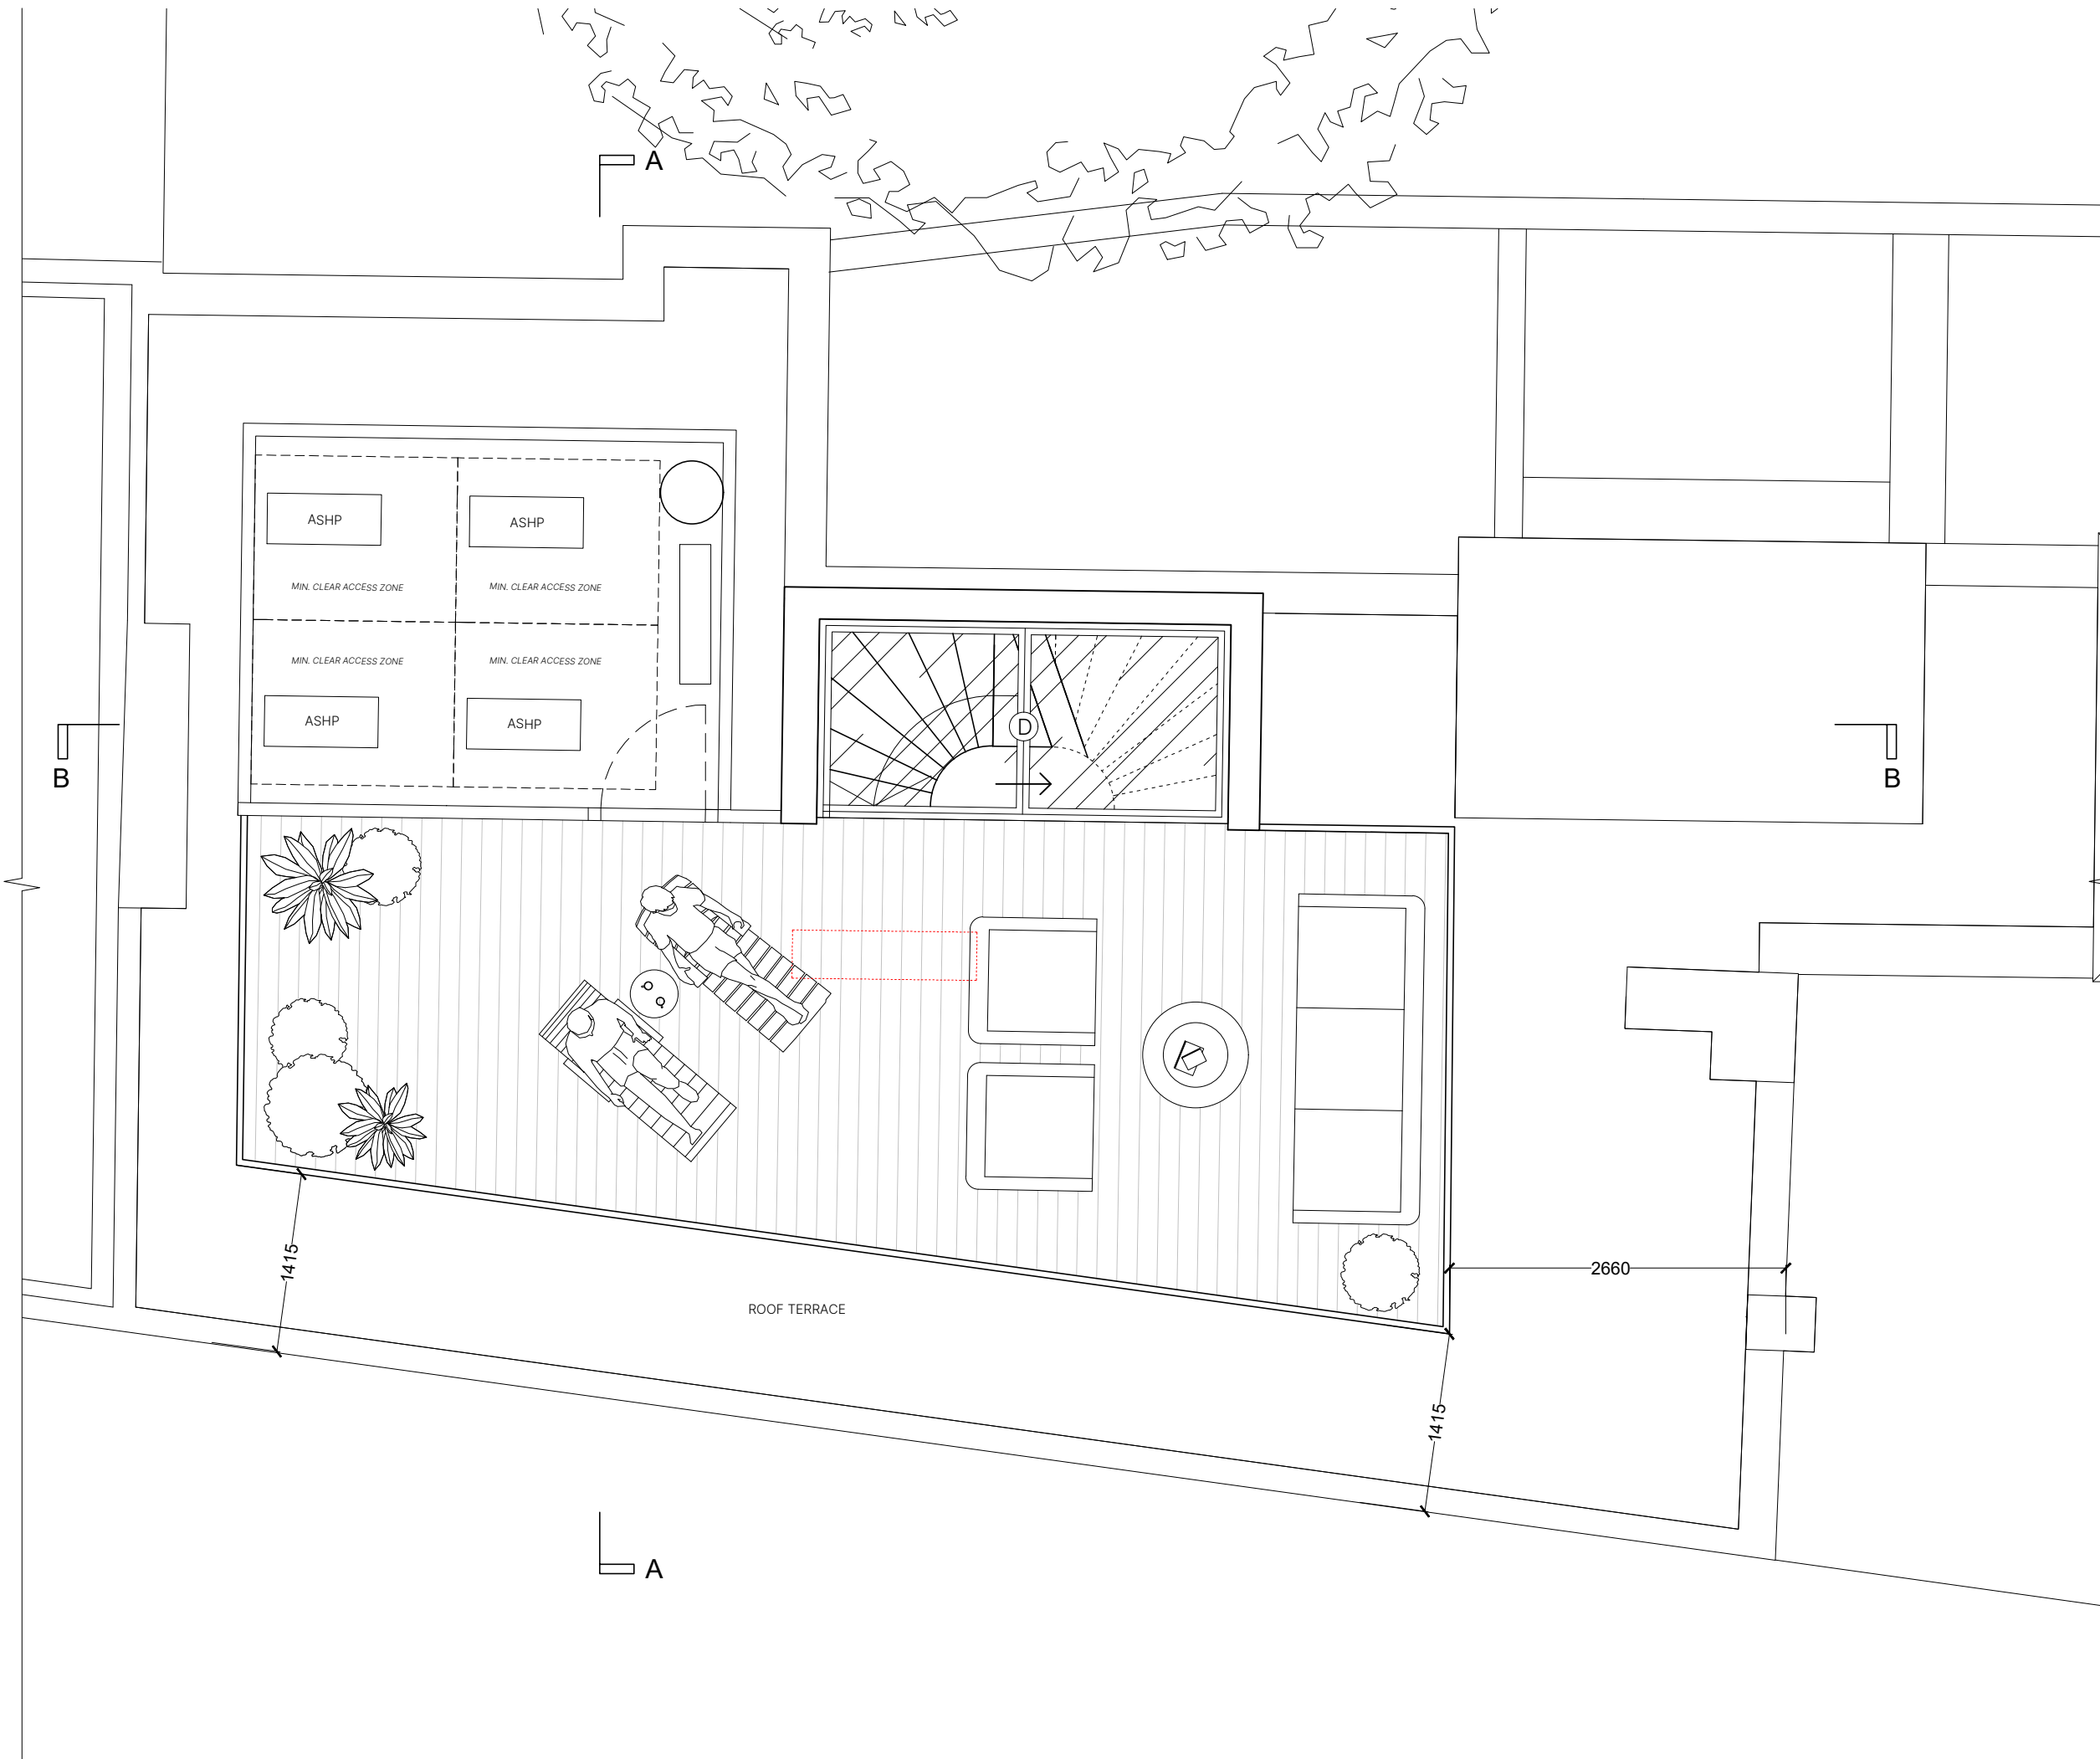 A
ASHP
ASHP
MIN. CLEAR ACCESS ZONE
MIN. CLEAR ACCESS ZONE
MIN. CLEAR ACCESS ZONE
MIN. CLEAR ACCESS ZONE
ASHP
ASHP
D
B
B
1415
2660
ROOF TERRACE
1415
A